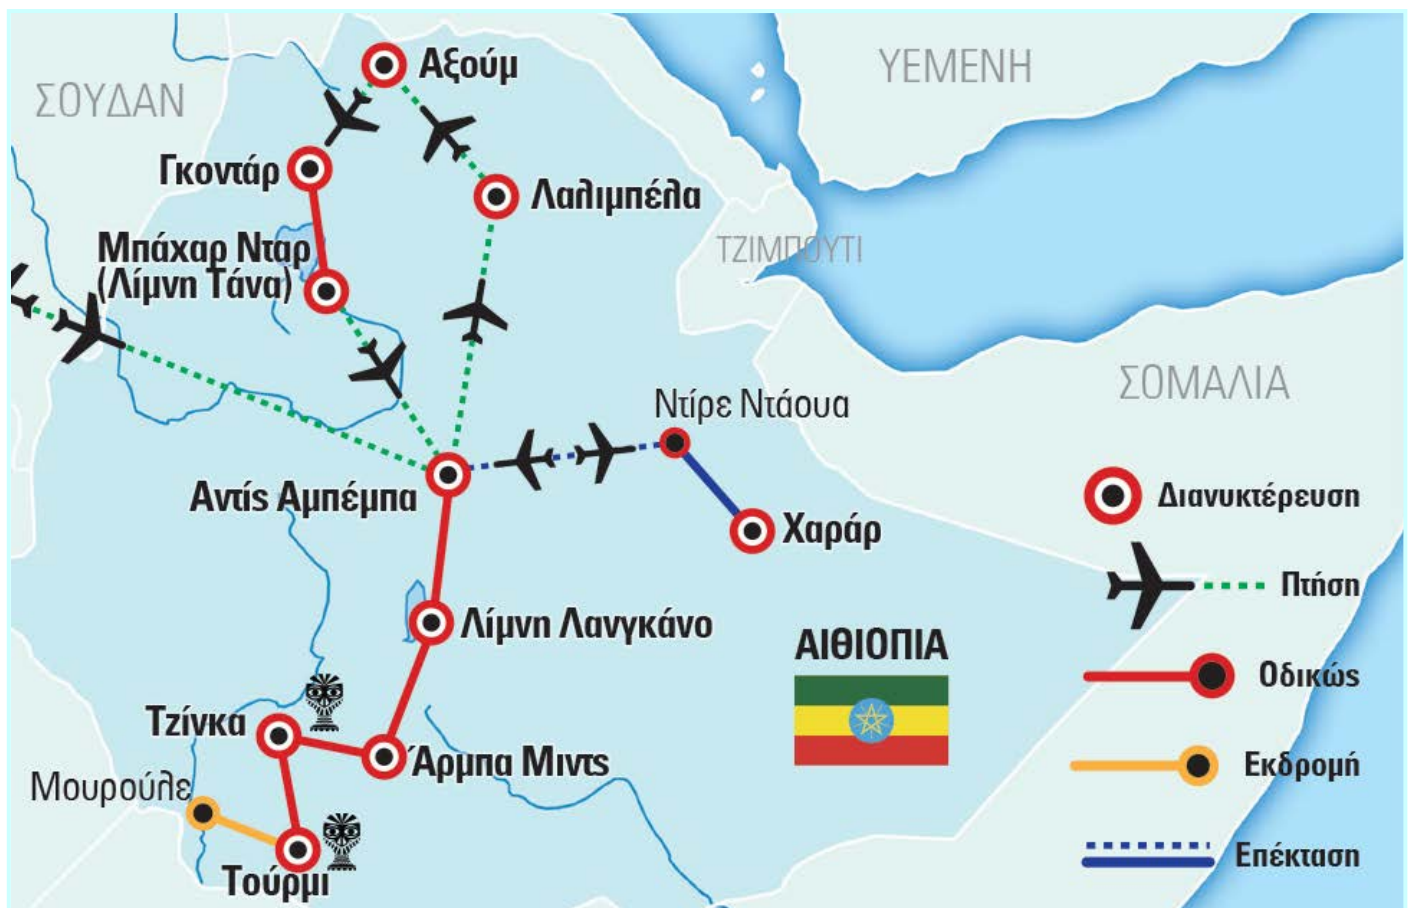 Αξούμ
ΥΕΜΕΝΗ
ΣΟΥΔΑΝ
Γκοντάρ
Λαλιμπέλα
Μπάχαρ Νταρ
(Λίμνη Τάνα)
ΤΖΙΜΠΟΥΤΙ
ΣΟΜΑΛΙΑ
Ντίρε Ντάουα
Αντίς Αμπέμπα
Χαράρ
Διανυκτέρευση
Πτήση
Λίμνη Λανγκάνο
ΑΙΘΙΟΠΙΑ
Οδικώς
Τζίνκα
Άρμπα Μιντς
Εκδρομή
Μουρούλε
Επέκταση
Τούρμι